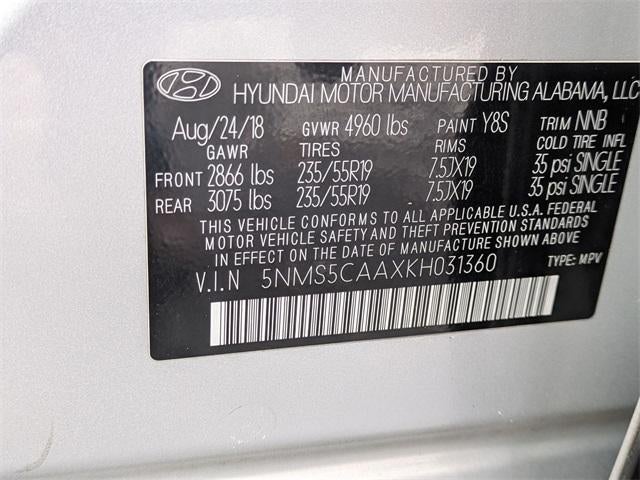 MANUFACTURED BY
HYUNDAI MOTOR MANUFACTURING ALABAMA, LLC
Aug/24/18 GVWR 4960 lbs PAINT Y8S TRIM NNB
GAWR TIRES RIMS COLD TIRE INFL
FRONT 2866 lbs 235/55R19 7.5JX19 35 psi SINGLE
REAR 3075 lbs 235/55R19 7.5JX19 35 psi SINGLE
THIS VEHICLE CONFORMS TO ALL APPLICABLE U.S.A. FEDERAL
MOTOR VEHICLE SAFETY AND THEFT PREVENTION STANDARDS
IN EFFECT ON THE DATE OF MANUFACTURE SHOWN ABOVE.
V.I.N 5NMS5CAAXKH031360 TYPE: MPV